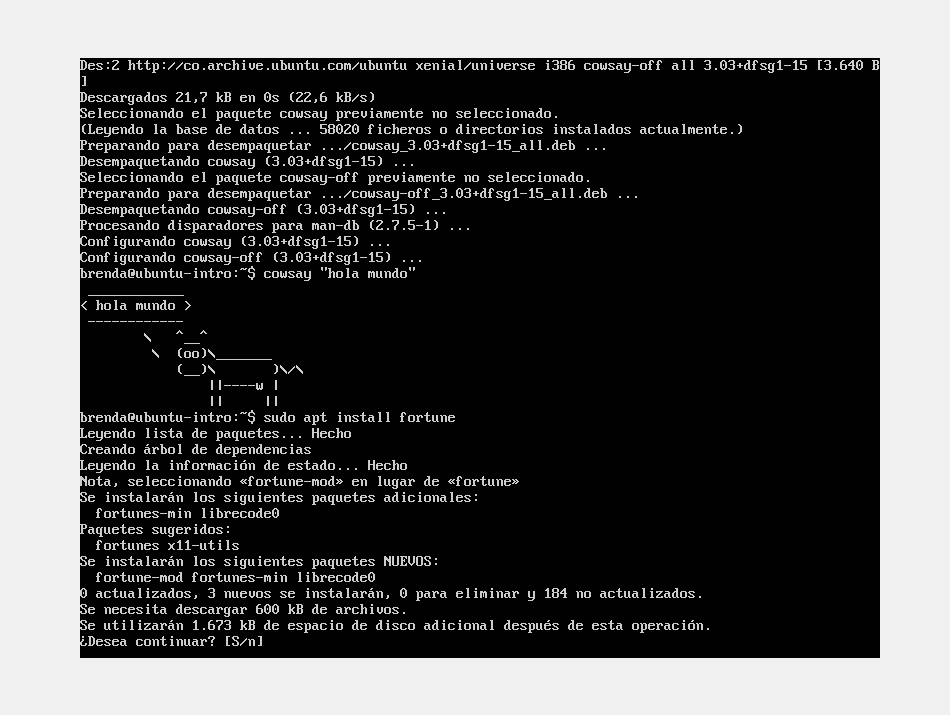 Des:2 http://co.archive.ubuntu.com/ubuntu xenial/universe i386 cowsay-off all 3.03+dfsg1-15 [3.640 B
]
Descargados 21,7 kB en 0s (22,6 kB/s)
Seleccionando el paquete cowsay previamente no seleccionado.
(Leyendo la base de datos ... 58020 ficheros o directorios instalados actualmente.)
Preparando para desempaquetar .../cowsay_3.03+dfsg1-15_all.deb ...
Desempaquetando cowsay (3.03+dfsg1-15) ...
Seleccionando el paquete cowsay-off previamente no seleccionado.
Preparando para desempaquetar .../cowsay-off_3.03+dfsg1-15_all.deb ...
Desempaquetando cowsay-off (3.03+dfsg1-15) ...
Procesando disparadores para man-db (2.7.5-1) ...
Configurando cowsay (3.03+dfsg1-15) ...
Configurando cowsay-off (3.03+dfsg1-15) ...
brenda@ubuntu-intro:~$ cowsay "hola mundo"
 ____________
< hola mundo >
 ------------
        \   ^__^
         \  (oo)\_______
            (__)\       )\/\
                ||----w |
                ||     ||
brenda@ubuntu-intro:~$ sudo apt install fortune
Leyendo lista de paquetes... Hecho
Creando árbol de dependencias
Leyendo la información de estado... Hecho
Nota, seleccionando «fortune-mod» en lugar de «fortune»
Se instalarán los siguientes paquetes adicionales:
  fortunes-min librecode0
Paquetes sugeridos:
  fortunes x11-utils
Se instalarán los siguientes paquetes NUEVOS:
  fortune-mod fortunes-min librecode0
0 actualizados, 3 nuevos se instalarán, 0 para eliminar y 184 no actualizados.
Se necesita descargar 600 kB de archivos.
Se utilizarán 1.673 kB de espacio de disco adicional después de esta operación.
¿Desea continuar? [S/n]